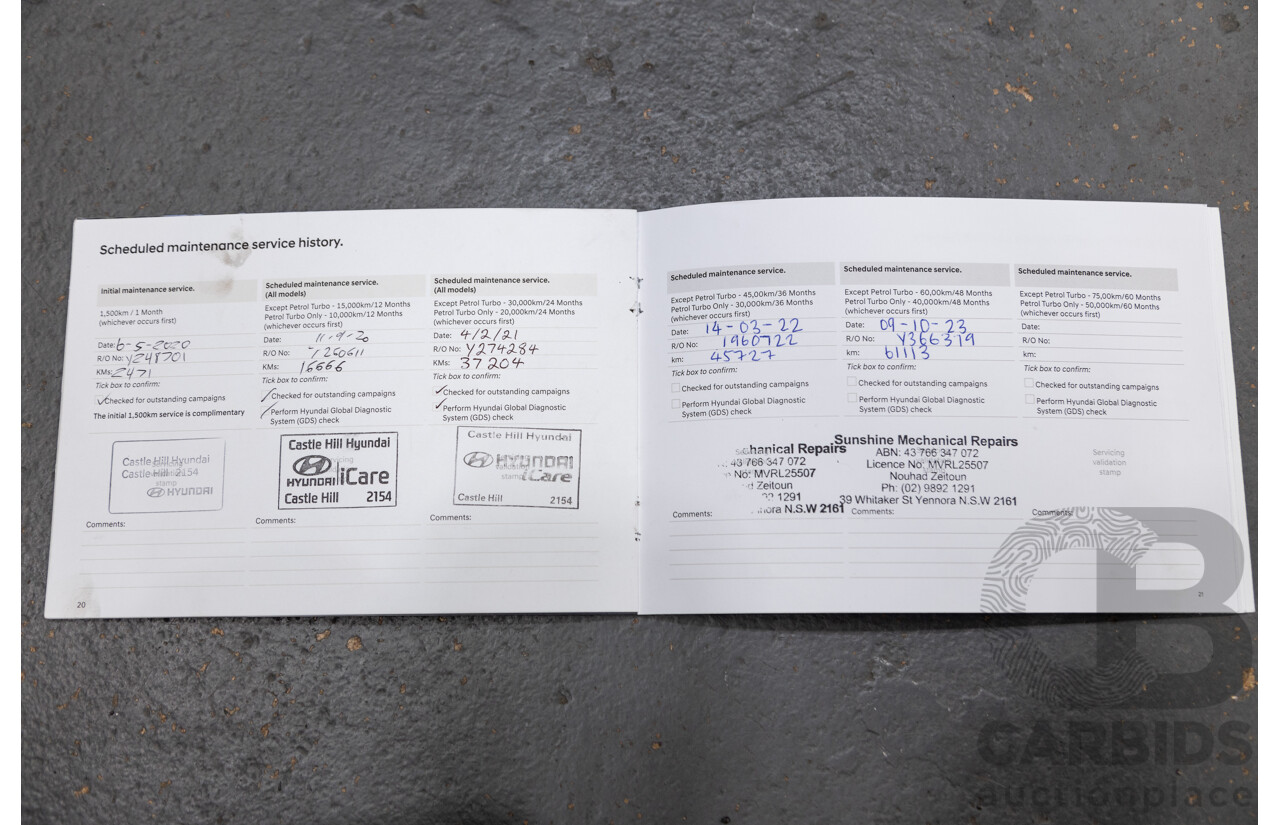 Scheduled maintenance service history.
Initial maintenance service.
1,500km / 1 Month
(whichever occurs first)
Date: 6-5-2020
R/O No: Y248701
KMs: 2471
Tick box to confirm:
Checked for outstanding campaigns
The initial 1,500km service is complimentary
Castle Hill Hyundai
Castle Hill 2154
Servicing
stamp
HYUNDAI
Comments:
20
Scheduled maintenance service.
(All models)
Except Petrol Turbo - 15,000km/12 Months
Petrol Turbo Only - 10,000km/12 Months
(whichever occurs first)
Date: 11-9-20
R/O No: Y260611
KMs: 16666
Tick box to confirm:
Checked for outstanding campaigns
Perform Hyundai Global Diagnostic
System (GDS) check
Castle Hill Hyundai
HYUNDAI iCare
Castle Hill 2154
Comments:
Scheduled maintenance service.
(All models)
Except Petrol Turbo - 30,000km/24 Months
Petrol Turbo Only - 20,000km/24 Months
(whichever occurs first)
Date: 4/2/21
R/O No: Y274284
KMs: 37204
Tick box to confirm:
Checked for outstanding campaigns
Perform Hyundai Global Diagnostic
System (GDS) check
Castle Hill Hyundai
HYUNDAI
iCare
Castle Hill 2154
Comments:
Scheduled maintenance service.
Except Petrol Turbo - 45,00km/36 Months
Petrol Turbo Only - 30,000km/36 Months
(whichever occurs first)
Date: 14-03-22
R/O No: 1960722
km: 45727
Tick box to confirm:
Checked for outstanding campaigns
Perform Hyundai Global Diagnostic
System (GDS) check
chanical Repairs
43 766 347 072
No: MVRL25507
d Zeitoun
1291
nora N.S.W 2161
Comments:
Scheduled maintenance service.
Except Petrol Turbo - 60,00km/48 Months
Petrol Turbo Only - 40,000km/48 Months
(whichever occurs first)
Date: 09-10-23
R/O No: Y366319
km: 61113
Tick box to confirm:
Checked for outstanding campaigns
Perform Hyundai Global Diagnostic
System (GDS) check
Sunshine Mechanical Repairs
ABN: 43 766 347 072
Licence No: MVRL25507
Nouhad Zeitoun
Ph: (02) 9892 1291
39 Whitaker St Yennora N.S.W 2161
Comments:
Scheduled maintenance service.
Except Petrol Turbo - 75,00km/60 Months
Petrol Turbo Only - 50,000km/60 Months
(whichever occurs first)
Date:
R/O No:
km:
Tick box to confirm:
Checked for outstanding campaigns
Perform Hyundai Global Diagnostic
System (GDS) check
Servicing
validation
stamp
Comments:
21
CARBIDS
auctionplace